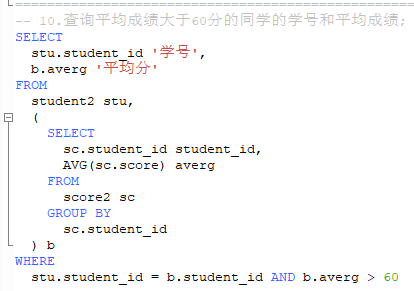 -- 10.查询平均成绩大于60分的同学的学号和平均成绩;
SELECT
stu.student_id '学号',
b.averg '平均分'
FROM
student2 stu,
(
SELECT
sc.student_id student_id,
AVG(sc.score) averg
FROM
score2 sc
GROUP BY
sc.student_id
) b
WHERE
stu.student_id = b.student_id AND b.averg > 60